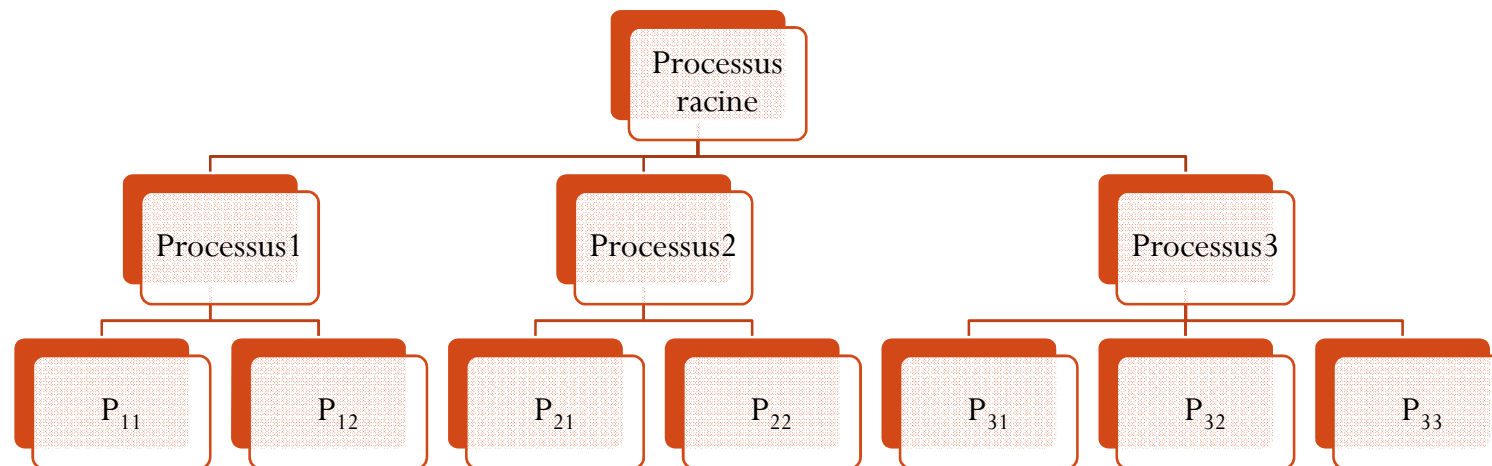 Processus
racine
Processus1
Processus2
Processus3
P₁₁
P₁₂
P₂₁
P₂₂
P₃₁
P₃₂
P₃₃